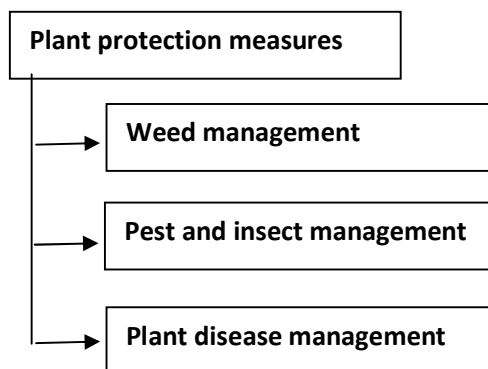 Plant protection measures
Weed management
Pest and insect management
Plant disease management